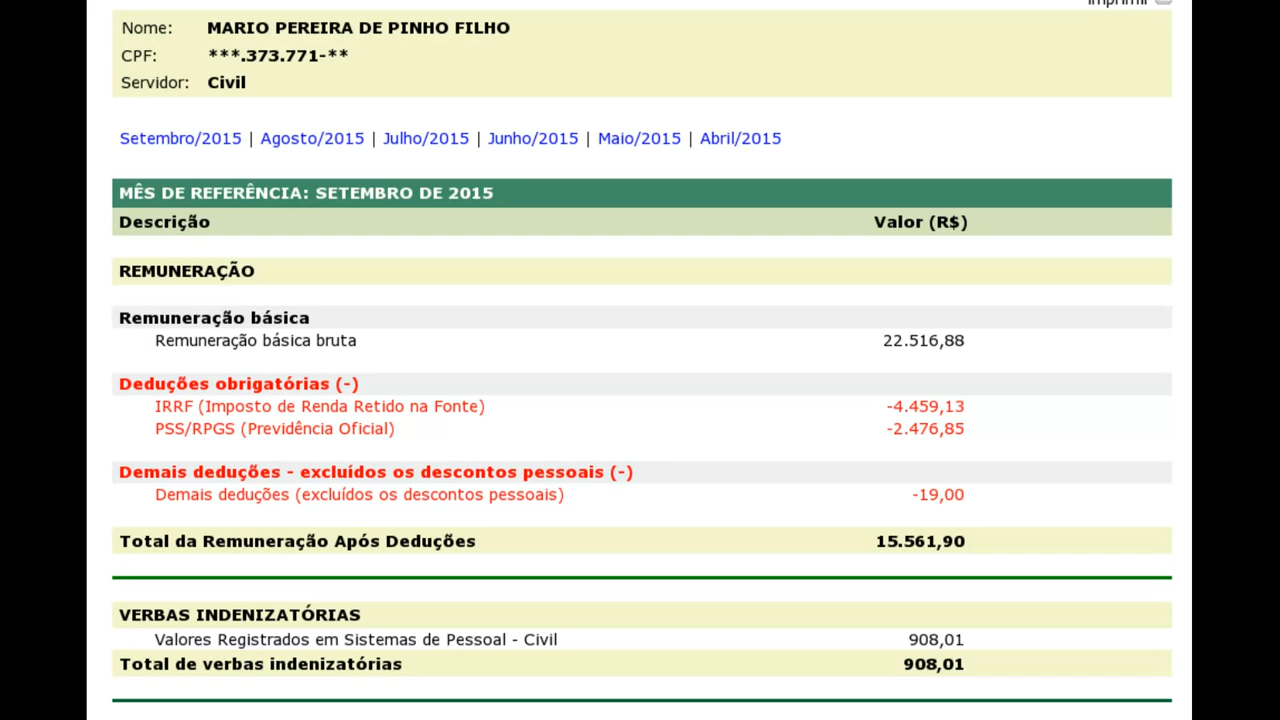 Imprimir
Nome: MARIO PEREIRA DE PINHO FILHO
CPF: ***.373.771-**
Servidor: Civil
Setembro/2015 | Agosto/2015 | Julho/2015 | Junho/2015 | Maio/2015 | Abril/2015
MÊS DE REFERÊNCIA: SETEMBRO DE 2015
Descrição Valor (R$)
REMUNERAÇÃO
Remuneração básica
Remuneração básica bruta 22.516,88
Deduções obrigatórias (-)
IRRF (Imposto de Renda Retido na Fonte) -4.459,13
PSS/RPGS (Previdência Oficial) -2.476,85
Demais deduções - excluídos os descontos pessoais (-)
Demais deduções (excluídos os descontos pessoais) -19,00
Total da Remuneração Após Deduções 15.561,90
VERBAS INDENIZATÓRIAS
Valores Registrados em Sistemas de Pessoal - Civil 908,01
Total de verbas indenizatórias 908,01